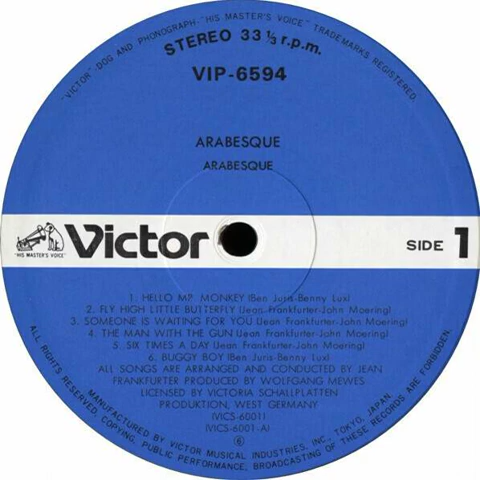 "VICTOR" DOG AND PHONOGRAPH-"HIS MASTER'S VOICE" TRADEMARKS REGISTERED.
STEREO 33 1/3 r.p.m.
VIP-6594
ARABESQUE
ARABESQUE
"HIS MASTER'S VOICE"
Victor
SIDE 1
1. HELLO MR. MONKEY (Ben Juris-Benny Lux)
2. FLY HIGH LITTLE BUTTERFLY (Jean Frankfurter-John Moering)
3. SOMEONE IS WAITING FOR YOU (Jean Frankfurter-John Moering)
4. THE MAN WITH THE GUN (Jean Frankfurter-John Moering)
5. SIX TIMES A DAY (Jean Frankfurter-John Moering)
6. BUGGY BOY (Ben Juris-Benny Lux)
ALL SONGS ARE ARRANGED AND CONDUCTED BY JEAN
FRANKFURTER PRODUCED BY WOLFGANG MEWES
LICENSED BY VICTORIA SCHALLPLATTEN
PRODUKTION, WEST GERMANY
(VICS-6001)
(VICS-6001-A)
6
MANUFACTURED BY VICTOR MUSICAL INDUSTRIES, INC., TOKYO, JAPAN.
ALL RIGHTS RESERVED, COPYING, PUBLIC PERFORMANCE, BROADCASTING OF THESE RECORDS ARE FORBIDDEN.